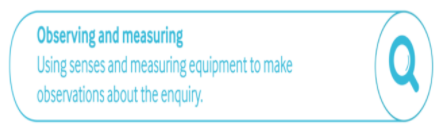 Observing and measuring
Using senses and measuring equipment to make
observations about the enquiry.